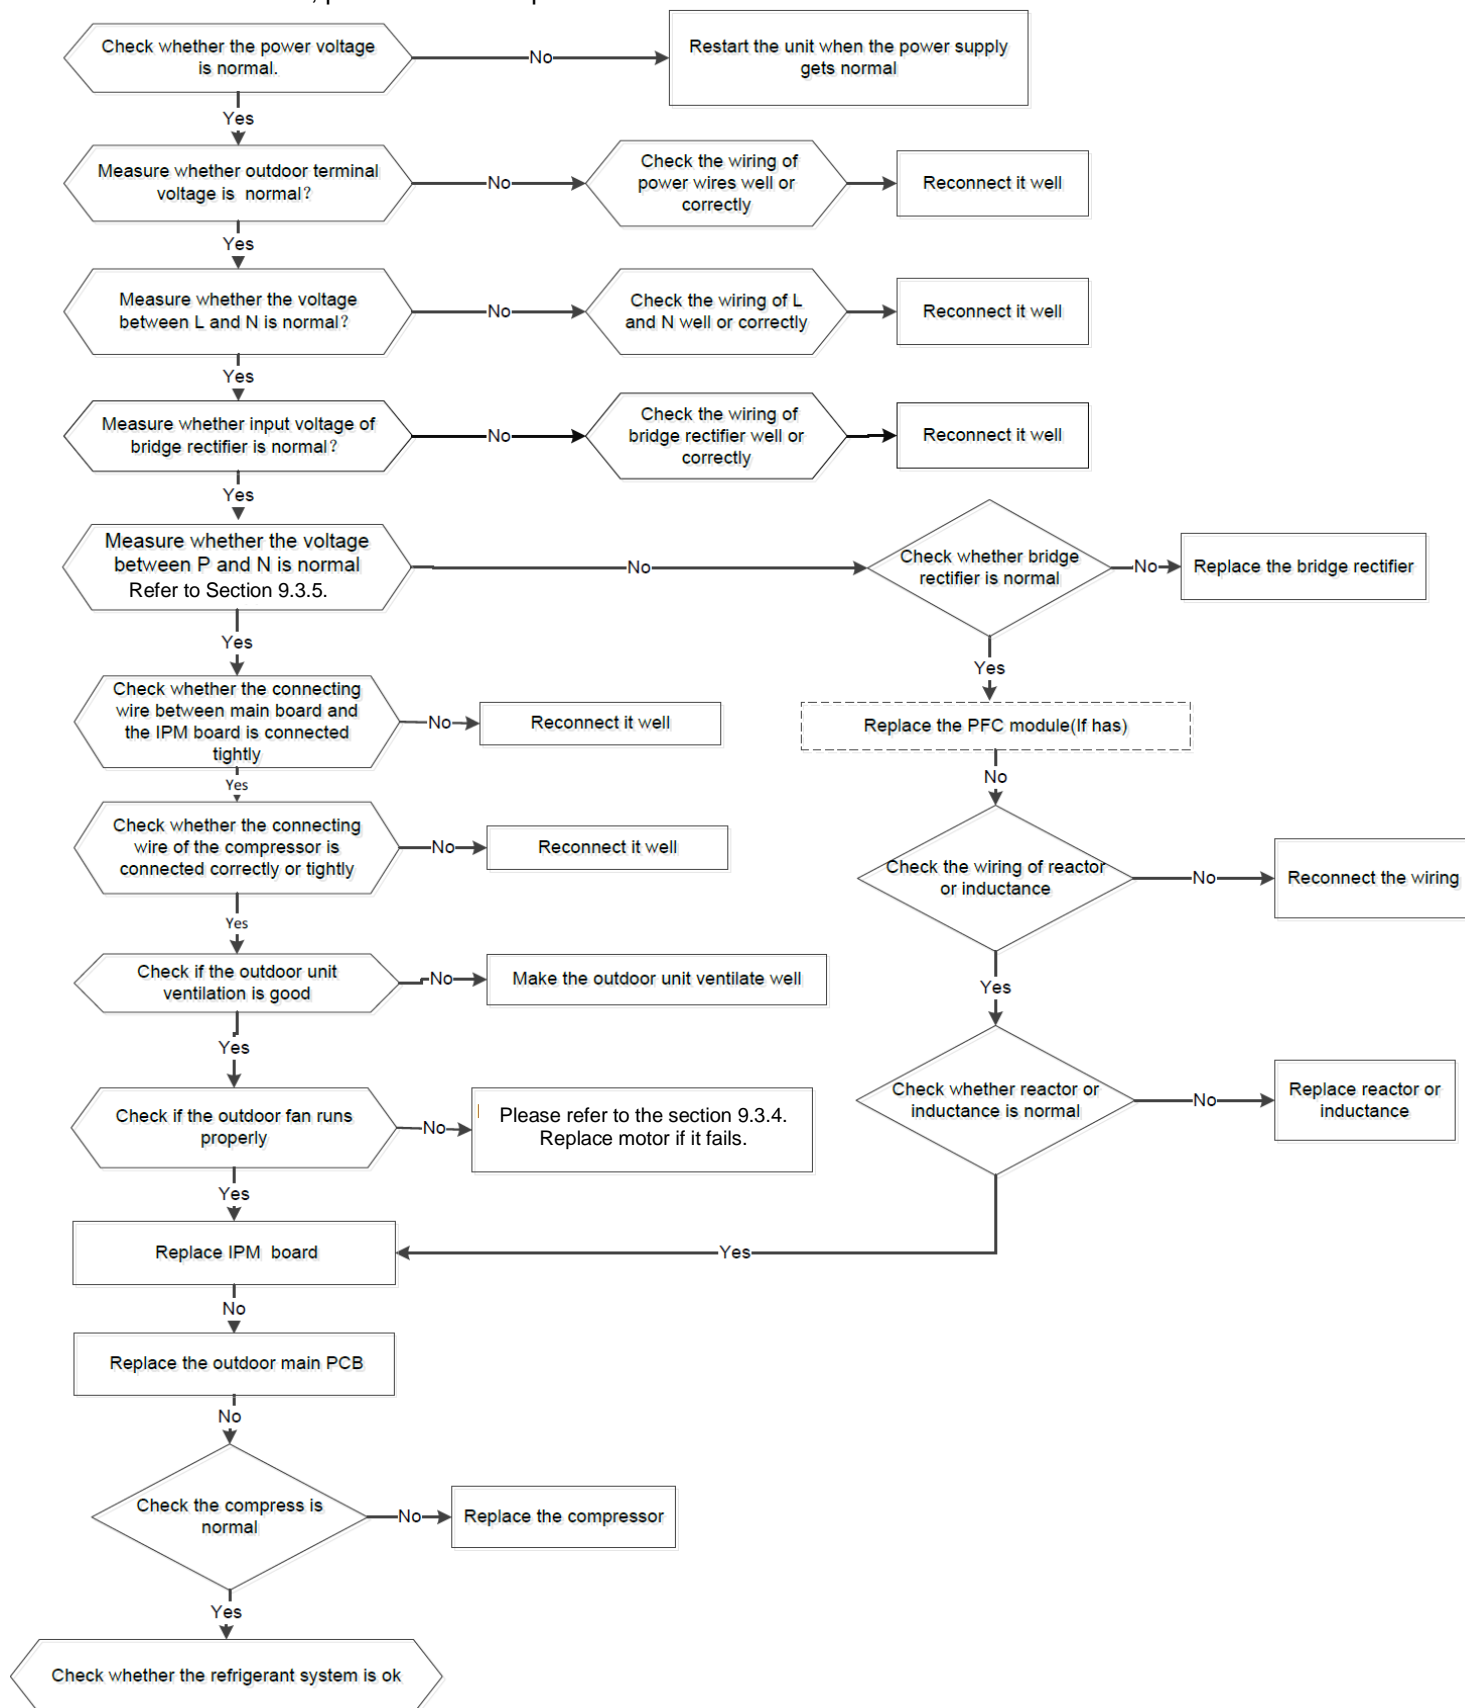 Check whether the power voltage
is normal.
No
Restart the unit when the power supply
gets normal
Yes
Measure whether outdoor terminal
voltage is normal?
No
Check the wiring of
power wires well or
correctly
Reconnect it well
Yes
Measure whether the voltage
between L and N is normal?
No
Check the wiring of L
and N well or correctly
Reconnect it well
Yes
Measure whether input voltage of
bridge rectifier is normal?
No
Check the wiring of
bridge rectifier well or
correctly
Reconnect it well
Yes
Measure whether the voltage
between P and N is normal
Refer to Section 9.3.5.
No
Check whether bridge
rectifier is normal
No
Replace the bridge rectifier
Yes
Yes
Check whether the connecting
wire between main board and
the IPM board is connected
tightly
No
Reconnect it well
Replace the PFC module(If has)
No
Yes
Check whether the connecting
wire of the compressor is
connected correctly or tightly
No
Reconnect it well
Check the wiring of reactor
or inductance
No
Reconnect the wiring
Yes
Check if the outdoor unit
ventilation is good
No
Make the outdoor unit ventilate well
Yes
Yes
Check if the outdoor fan runs
properly
No
Please refer to the section 9.3.4.
Replace motor if it fails.
Check whether reactor or
inductance is normal
No
Replace reactor or
inductance
Yes
Replace IPM board
Yes
No
Replace the outdoor main PCB
No
Check the compress is
normal
No
Replace the compressor
Yes
Check whether the refrigerant system is ok